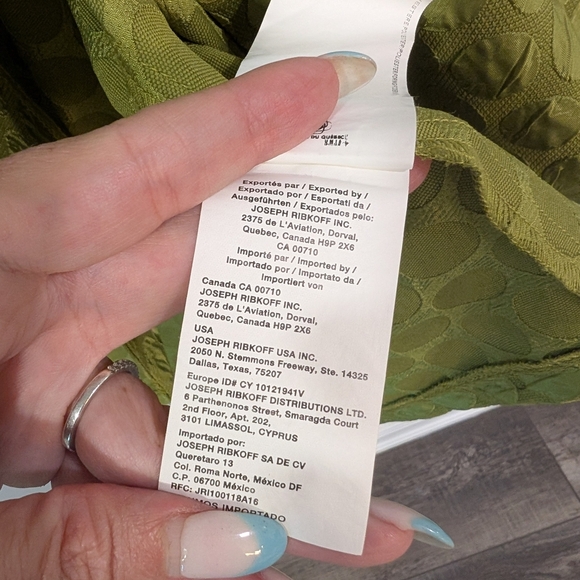 DU QUÉBEC
Exportés par / Exported by /
Exportado por / Esportati da /
Ausgeführten / Exportados pelo:
JOSEPH RIBKOFF INC.
2375 de L'Aviation, Dorval,
Quebec, Canada H9P 2X6
CA 00710
Importé par / Imported by /
Importado por / Importato da /
Importiert von
Canada CA 00710
JOSEPH RIBKOFF INC.
2375 de L'Aviation, Dorval,
Quebec, Canada H9P 2X6
USA
JOSEPH RIBKOFF USA INC.
2050 N. Stemmons Freeway, Ste. 14325
Dallas, Texas, 75207
Europe ID# CY 10121941V
JOSEPH RIBKOFF DISTRIBUTIONS LTD.
6 Parthenonos Street, Smaragda Court
2nd Floor, Apt. 202,
3101 LIMASSOL, CYPRUS
Importado por:
JOSEPH RIBKOFF SA DE CV
Queretaro 13
Col. Roma Norte, México DF
C.P. 06700 México
RFC: JRI100118A16
IMPORTADO